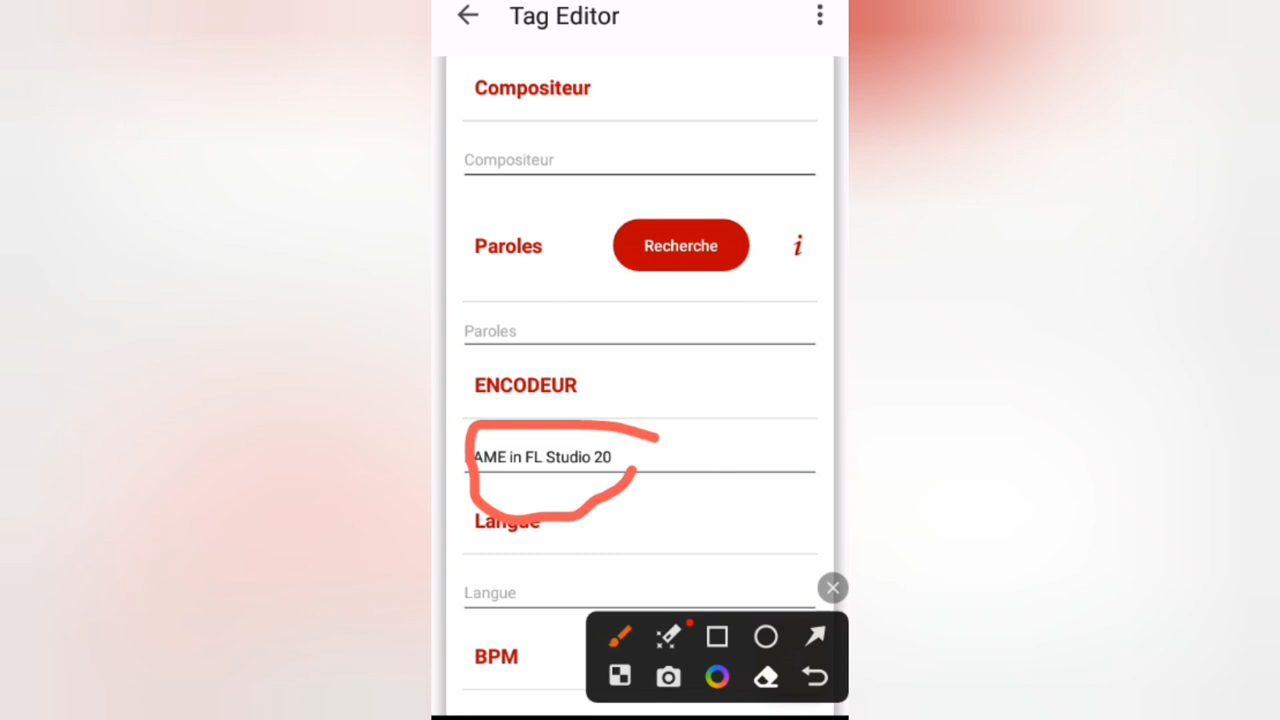 Tag Editor
Compositeur
Compositeur
Paroles Recherche i
Paroles
ENCODEUR
AME in FL Studio 20
Langue
Langue
BPM